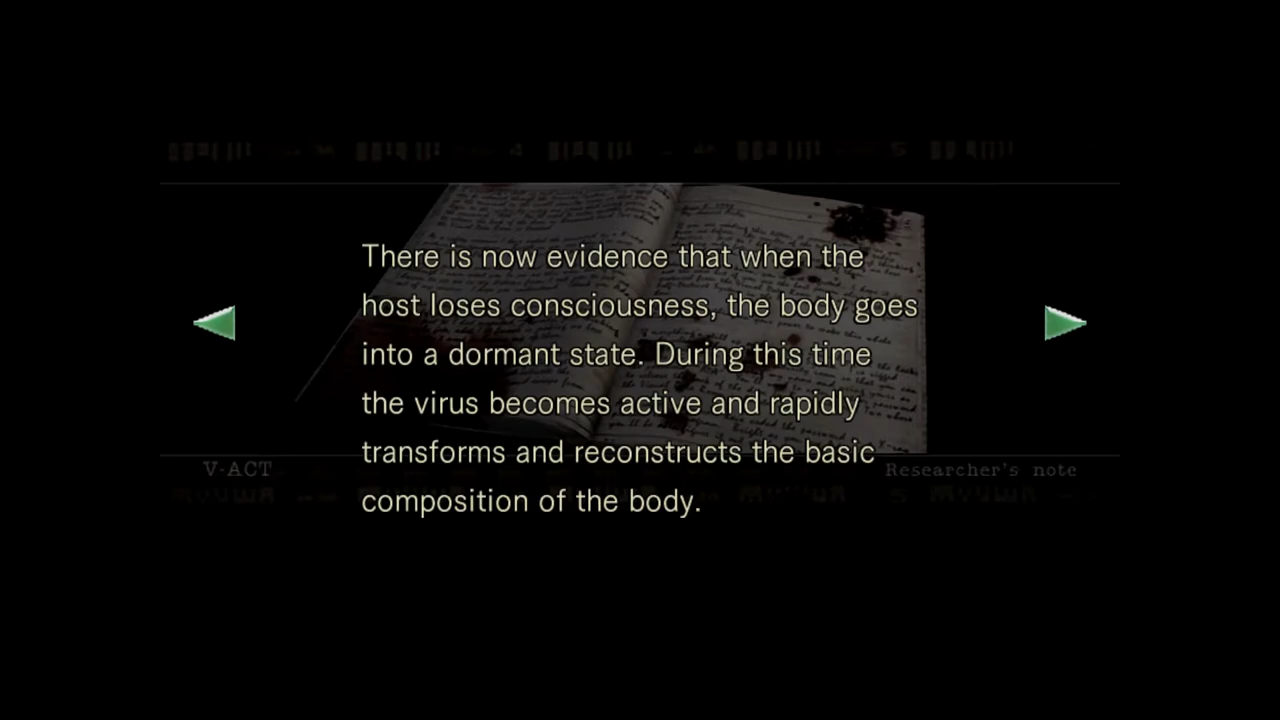 There is now evidence that when the
host loses consciousness, the body goes
into a dormant state. During this time
the virus becomes active and rapidly
transforms and reconstructs the basic
composition of the body.
V-ACT
Researcher's note